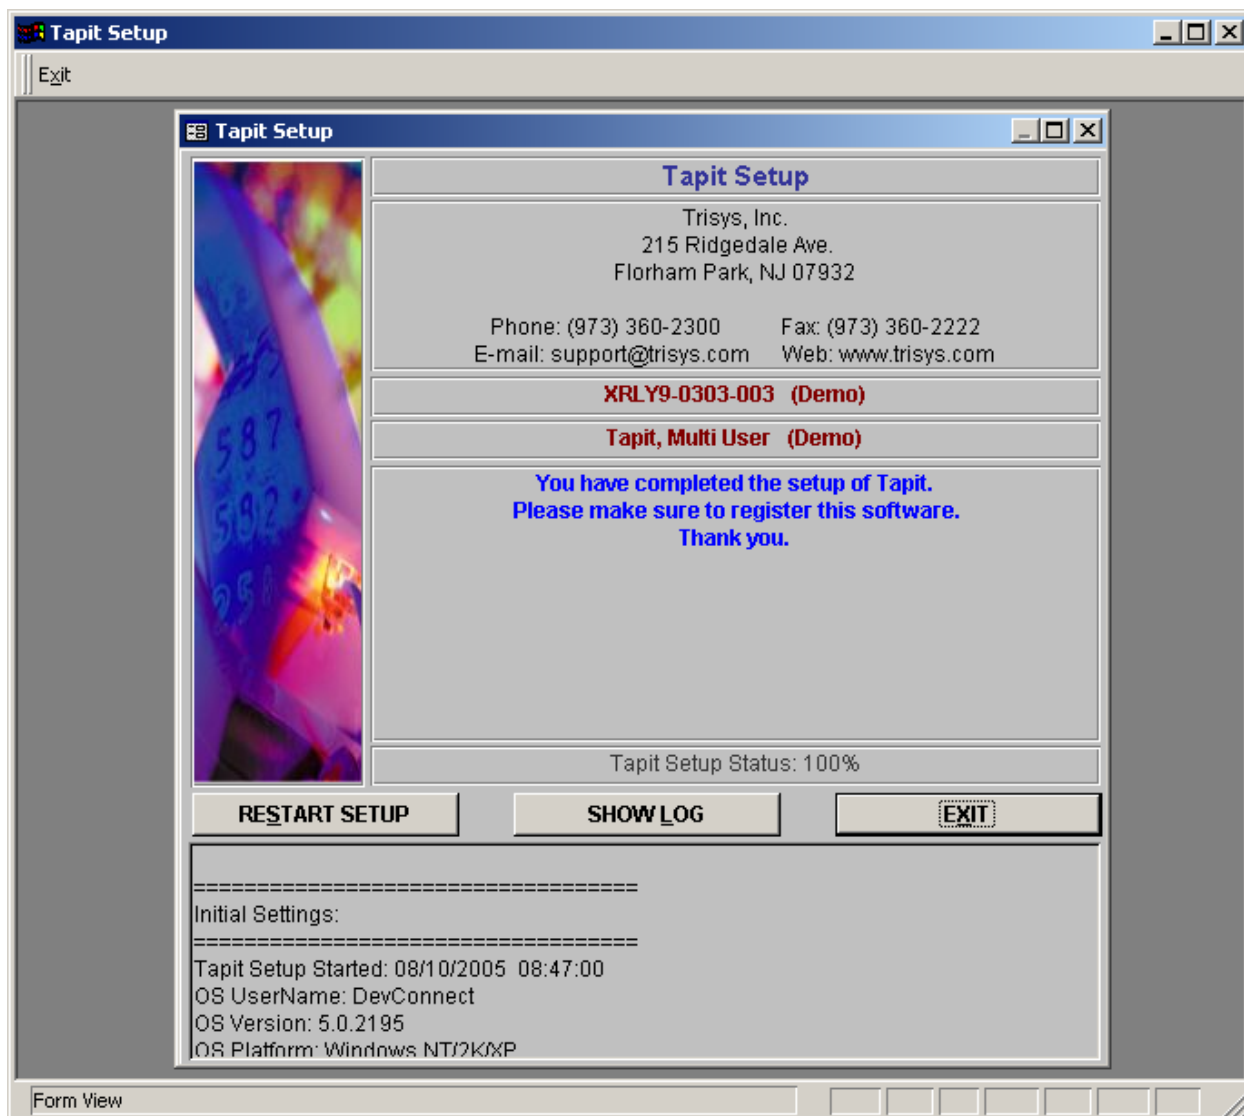 Tapit Setup
Exit
Tapit Setup
Tapit Setup
Trisys, Inc.
215 Ridgedale Ave.
Florham Park, NJ 07932
Phone: (973) 360-2300 Fax: (973) 360-2222
E-mail: support@trisys.com Web: www.trisys.com
XRLY9-0303-003 (Demo)
Tapit, Multi User (Demo)
587
582
258
You have completed the setup of Tapit.
Please make sure to register this software.
Thank you.
Tapit Setup Status: 100%
RESTART SETUP SHOW LOG EXIT
===================================
Initial Settings:
===================================
Tapit Setup Started: 08/10/2005 08:47:00
OS UserName: DevConnect
OS Version: 5.0.2195
OS Platform: Windows NT/2K/XP
Form View